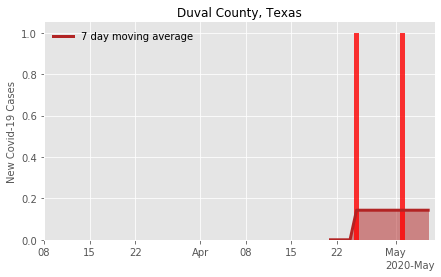 Duval County, Texas
7 day moving average
New Covid-19 Cases
1.0
0.8
0.6
0.4
0.2
0.0
08 15 22 Apr 08 15 22 May
2020-May